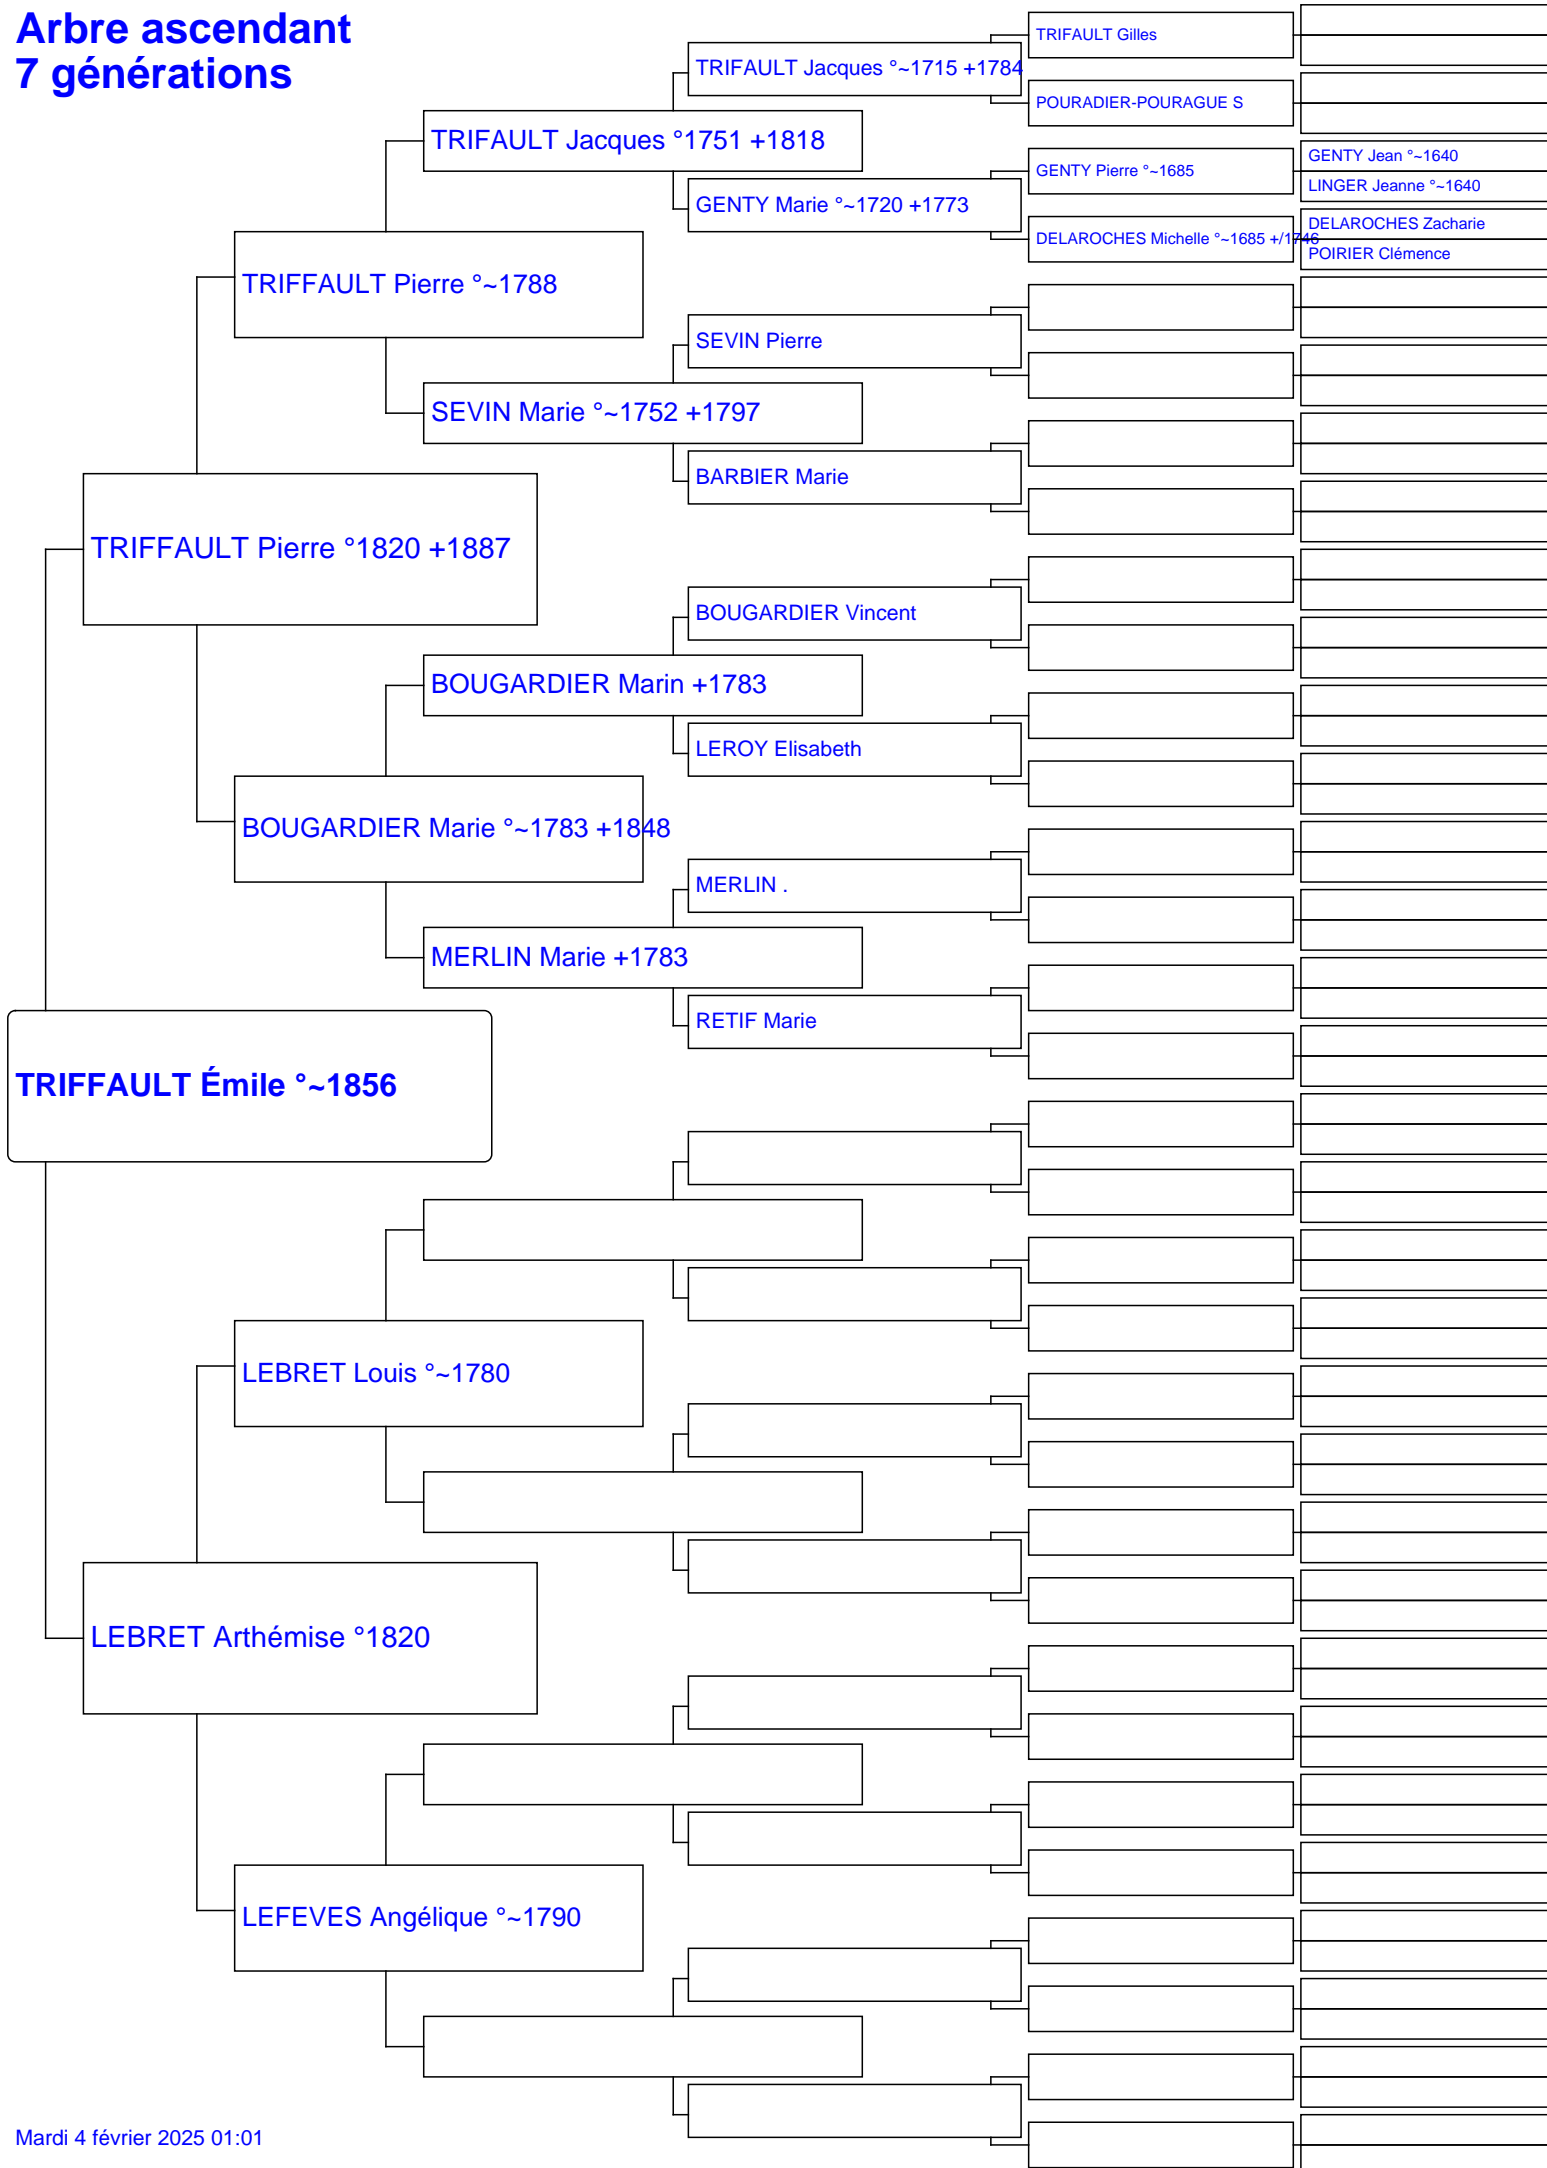 Arbre ascendant
7 générations
TRIFAULT Gilles
TRIFAULT Jacques °~1715 +1784
POURADIER-POURAGUE S
TRIFAULT Jacques °1751 +1818
GENTY Jean °~1640
GENTY Pierre °~1685
LINGER Jeanne °~1640
GENTY Marie °~1720 +1773
DELAROCHES Zacharie
DELAROCHES Michelle °~1685 +/1746
POIRIER Clémence
TRIFFAULT Pierre °~1788
SEVIN Pierre
SEVIN Marie °~1752 +1797
BARBIER Marie
TRIFFAULT Pierre °1820 +1887
BOUGARDIER Vincent
BOUGARDIER Marin +1783
LEROY Elisabeth
BOUGARDIER Marie °~1783 +1848
MERLIN .
MERLIN Marie +1783
RETIF Marie
TRIFFAULT Émile °~1856
LEBRET Louis °~1780
LEBRET Arthémise °1820
LEFEVES Angélique °~1790
Mardi 4 février 2025 01:01